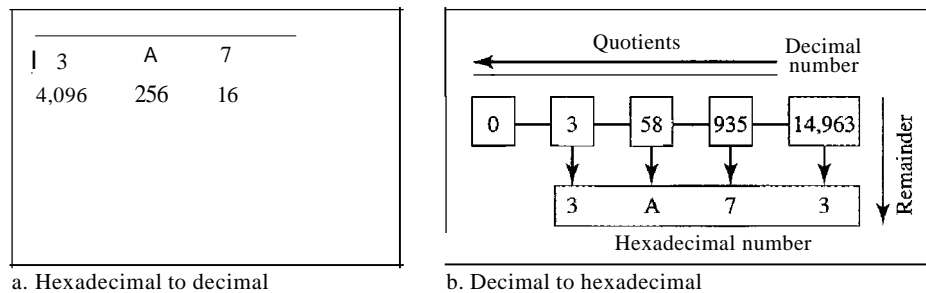 3 A 7
4,096 256 16
a. Hexadecimal to decimal
Quotients
Decimal number
0 3 58 935 14,963
3 A 7 3
Hexadecimal number
Remainder
b. Decimal to hexadecimal